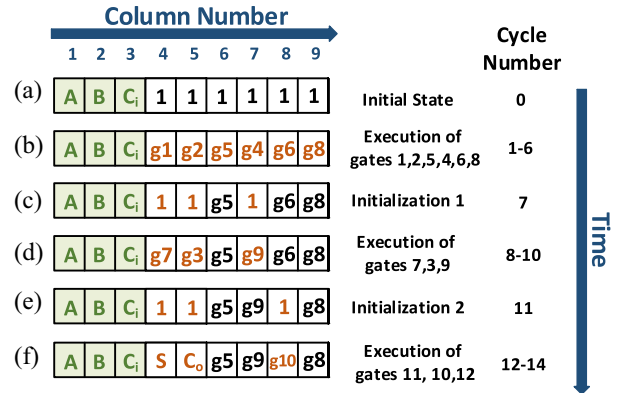 Column Number
Cycle
Number
1 2 3 4 5 6 7 8 9
(a) A B Ci 1 1 1 1 1 1 Initial State 0
(b) A B Ci g1 g2 g5 g4 g6 g8 Execution of
gates 1,2,5,4,6,8 1-6
(c) A B Ci 1 1 g5 1 g6 g8 Initialization 1 7
(d) A B Ci g7 g3 g5 g9 g6 g8 Execution of
gates 7,3,9 8-10
(e) A B Ci 1 1 g5 g9 1 g8 Initialization 2 11
(f) A B Ci S Co g5 g9 g10 g8 Execution of
gates 11, 10,12 12-14
Time